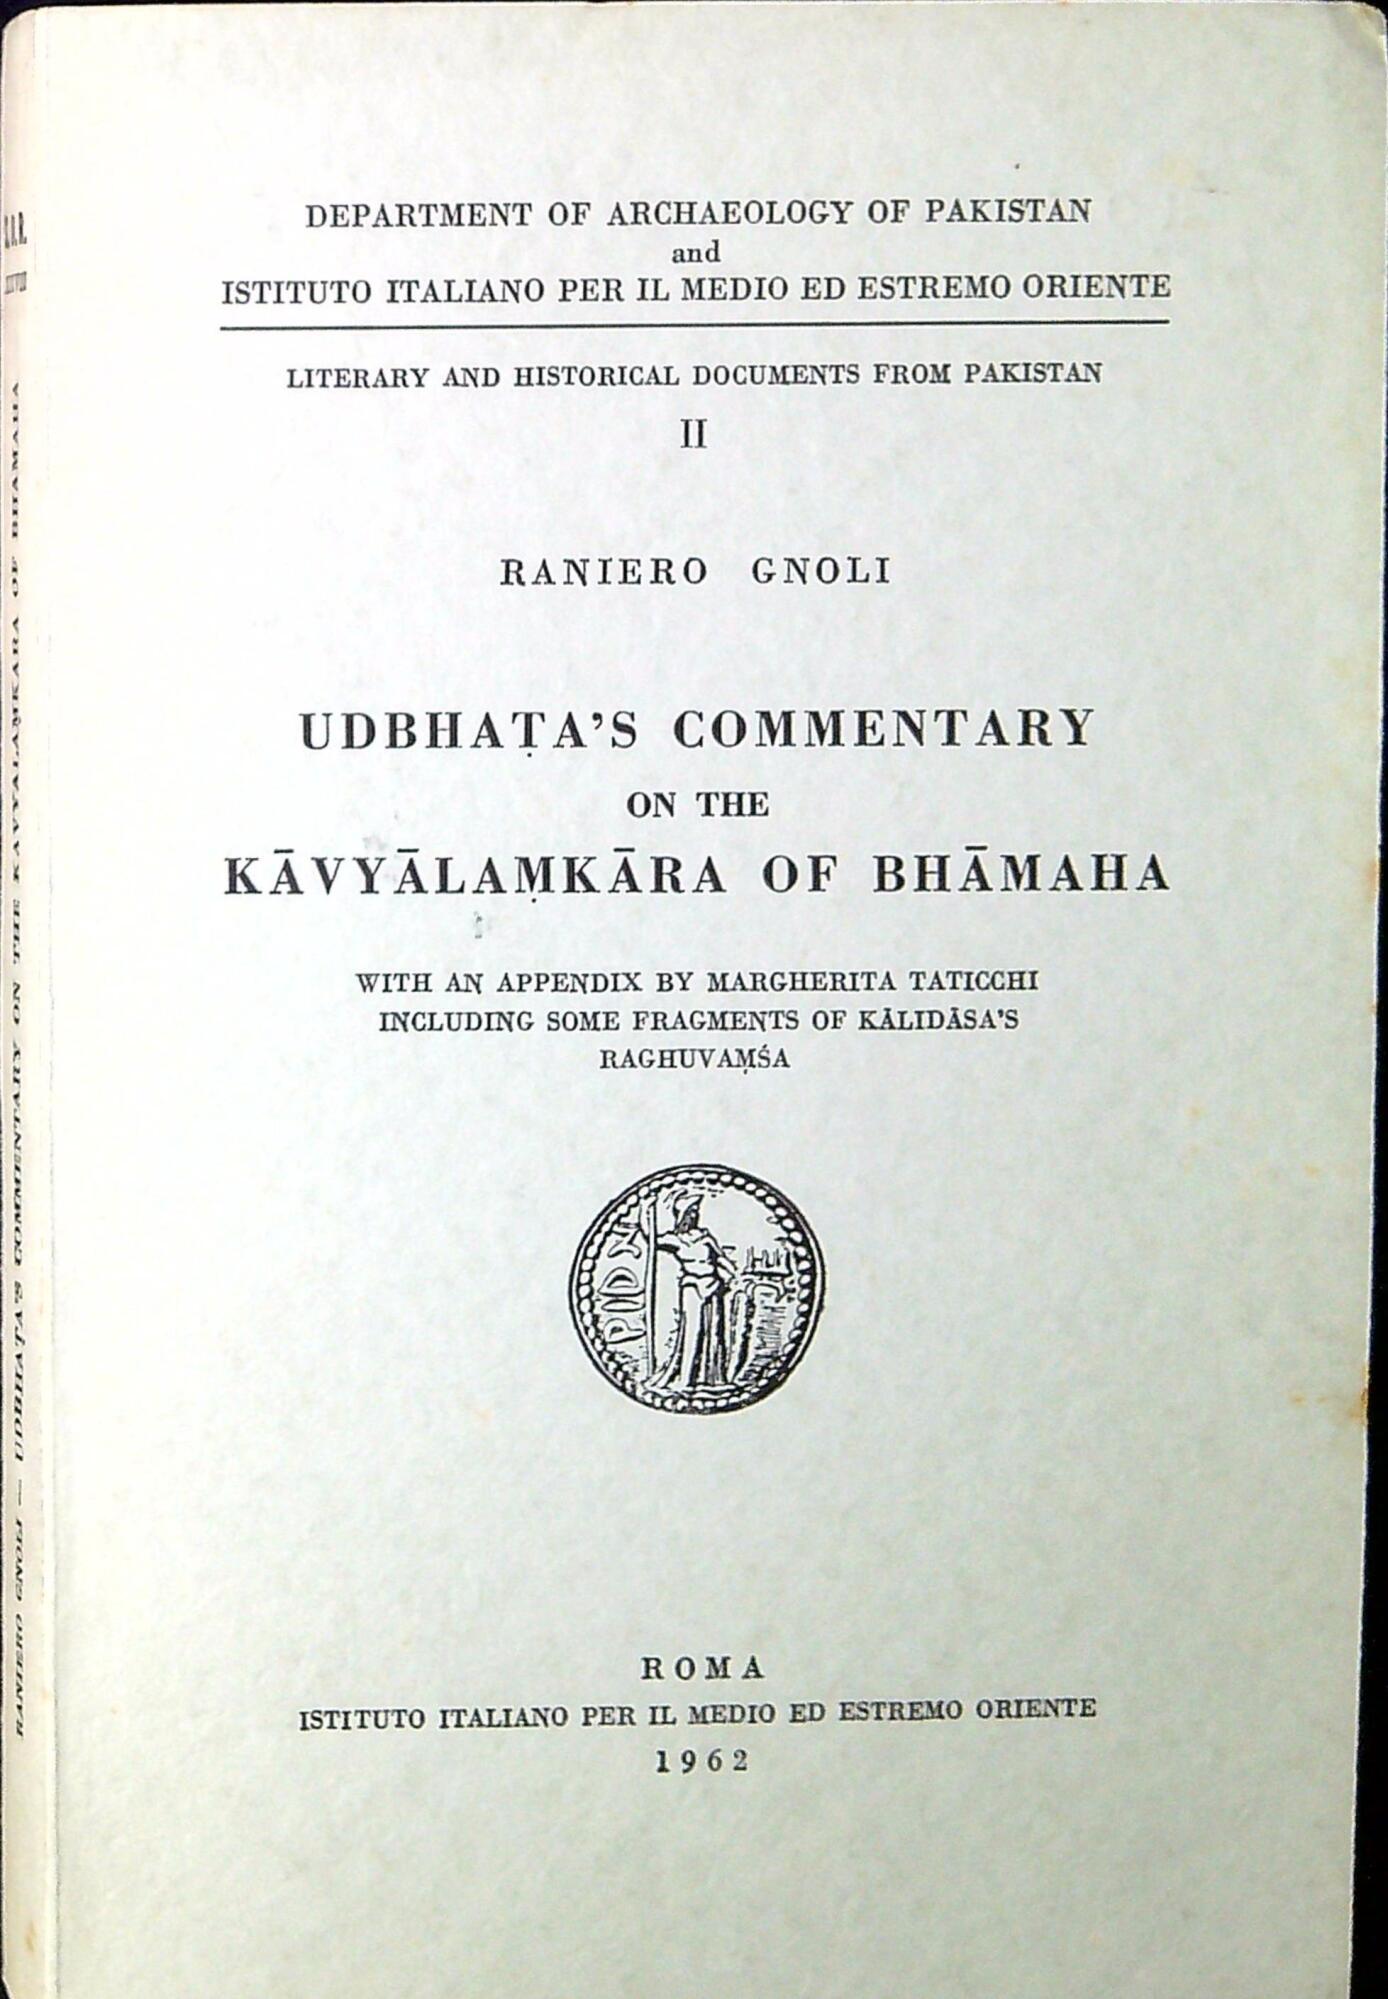 DEPARTMENT OF ARCHAEOLOGY OF PAKISTAN
and
ISTITUTO ITALIANO PER IL MEDIO ED ESTREMO ORIENTE
LITERARY AND HISTORICAL DOCUMENTS FROM PAKISTAN
II
RANIERO GNOLI
UDBHAṬA'S COMMENTARY
ON THE
KĀVYĀLAṂKĀRA OF BHĀMAHA
WITH AN APPENDIX BY MARGHERITA TATICCHI
INCLUDING SOME FRAGMENTS OF KĀLIDĀSA'S
RAGHUVAṂŚA
ROMA
ISTITUTO ITALIANO PER IL MEDIO ED ESTREMO ORIENTE
1962
RANIERO GNOLI — UDBHAṬA'S COMMENTARY ON THE KĀVYĀLAṂKĀRA OF BHĀMAHA